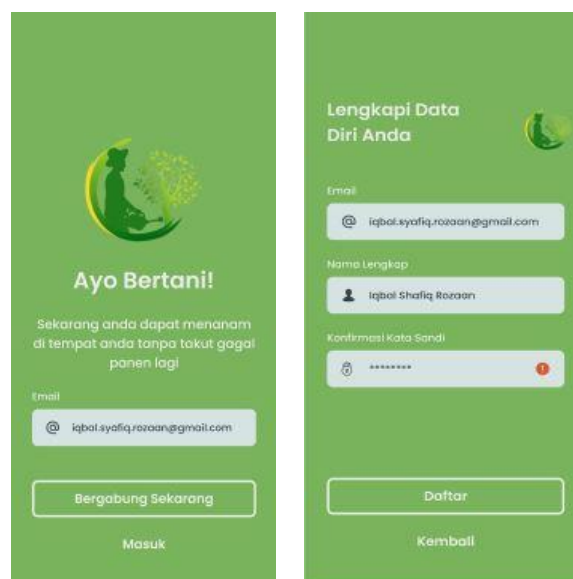 Ayo Bertani!
Sekarang anda dapat menanam
di tempat anda tanpa takut gagal
panen lagi
Email
iqbal.syafiq.rozaan@gmail.com
Bergabung Sekarang
Masuk
Lengkapi Data
Diri Anda
Email
iqbal.syafiq.rozaan@gmail.com
Nama Lengkap
Iqbal Shafiq Rozaan
Konfirmasi Kata Sandi
********
Daftar
Kembali